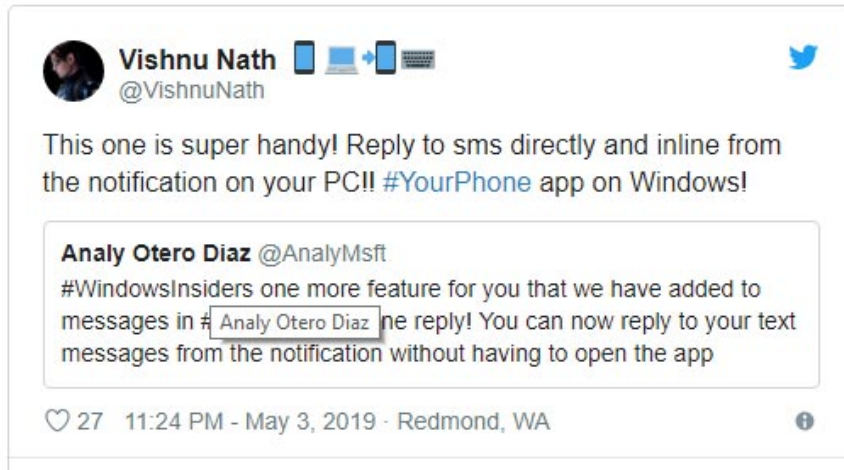 Vishnu Nath
@VishnuNath
This one is super handy! Reply to sms directly and inline from
the notification on your PC!! #YourPhone app on Windows!
Analy Otero Diaz @AnalyMsft
#WindowsInsiders one more feature for you that we have added to
messages in # Analy Otero Diaz ne reply! You can now reply to your text
messages from the notification without having to open the app
27 11:24 PM - May 3, 2019 · Redmond, WA